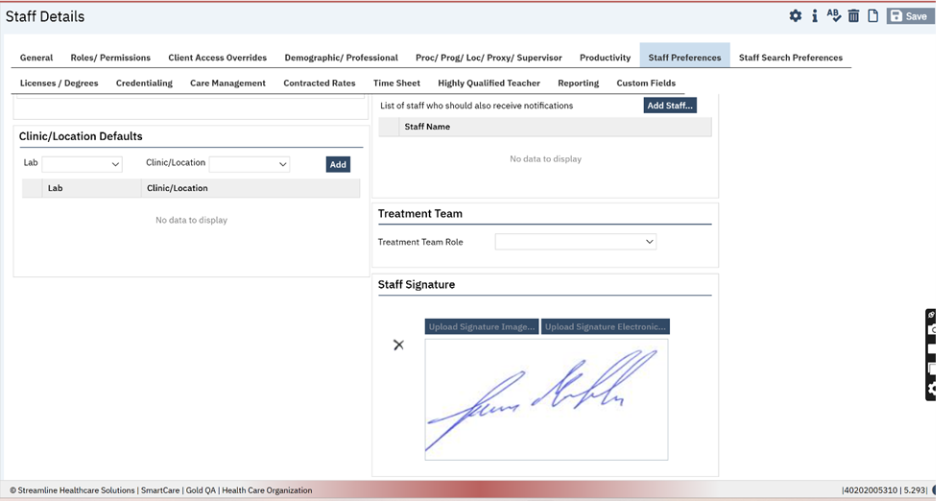 Staff Details
Save
General Roles/ Permissions Client Access Overrides Demographic/ Professional Proc/ Prog/ Loc/ Proxy/ Supervisor Productivity Staff Preferences Staff Search Preferences
Licenses / Degrees Credentialing Care Management Contracted Rates Time Sheet Highly Qualified Teacher Reporting Custom Fields
Clinic/Location Defaults
Lab Clinic/Location Add
Lab Clinic/Location
No data to display
List of staff who should also receive notifications Add Staff...
Staff Name
No data to display
Treatment Team
Treatment Team Role
Staff Signature
Upload Signature Image... Upload Signature Electronic...
© Streamline Healthcare Solutions | SmartCare | Gold QA | Health Care Organization
|40202005310 | 5.293|